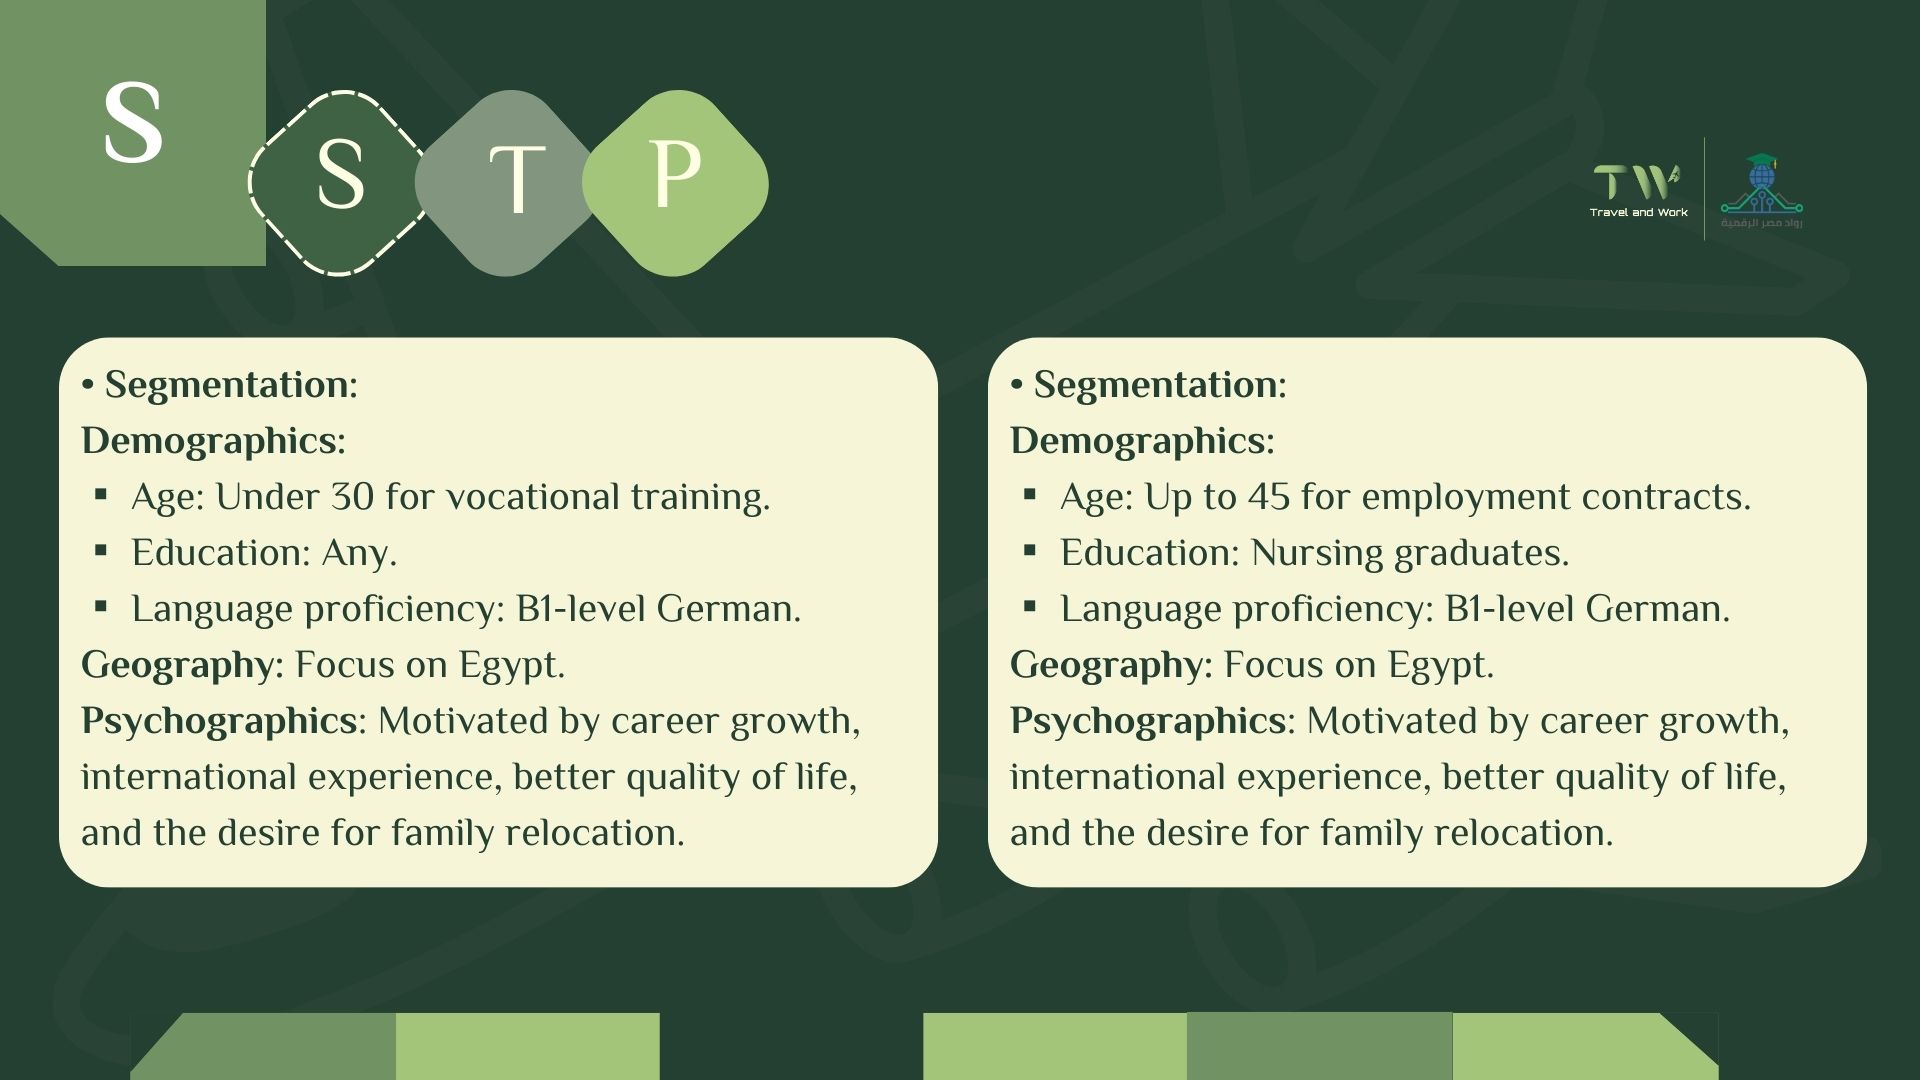 S
S
T
P
TW
Travel and Work
رواد مصر الرقمية
• Segmentation:
Demographics:
▪ Age: Under 30 for vocational training.
▪ Education: Any.
▪ Language proficiency: B1-level German.
Geography: Focus on Egypt.
Psychographics: Motivated by career growth,
international experience, better quality of life,
and the desire for family relocation.
• Segmentation:
Demographics:
▪ Age: Up to 45 for employment contracts.
▪ Education: Nursing graduates.
▪ Language proficiency: B1-level German.
Geography: Focus on Egypt.
Psychographics: Motivated by career growth,
international experience, better quality of life,
and the desire for family relocation.